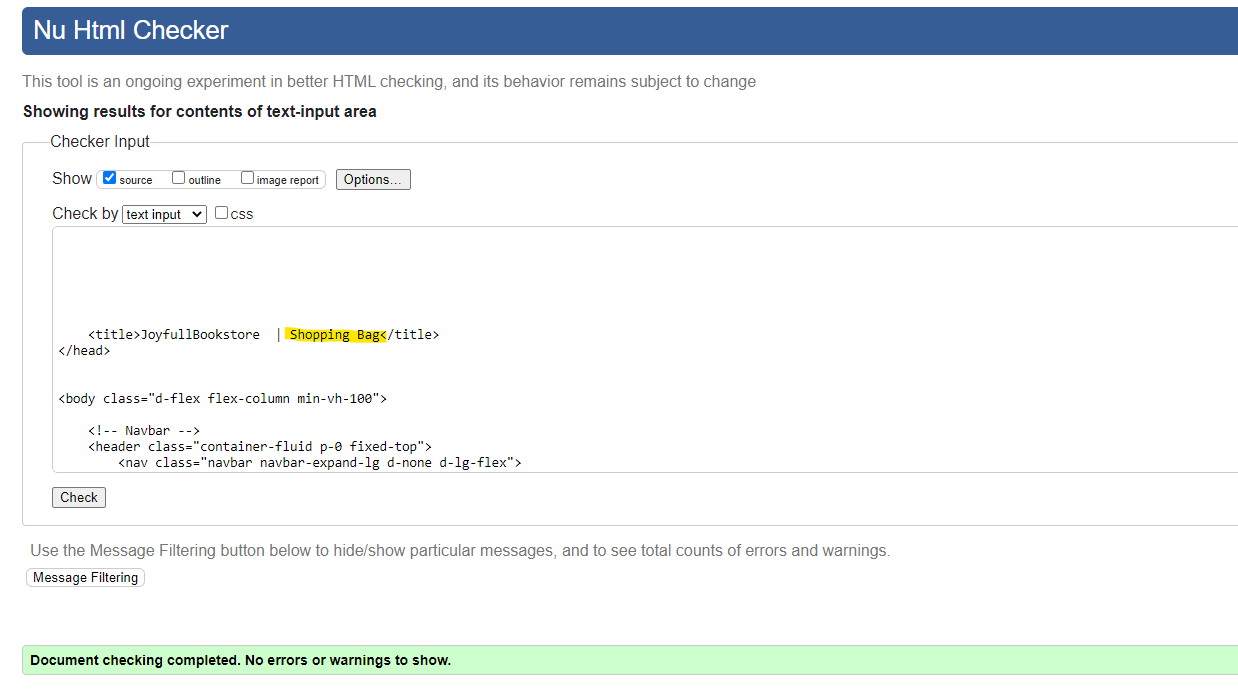 Nu Html Checker
This tool is an ongoing experiment in better HTML checking, and its behavior remains subject to change
Showing results for contents of text-input area
Checker Input
Show source outline image report Options...
Check by text input css
<title>JoyfullBookstore  | Shopping Bag</title>
</head>
<body class="d-flex flex-column min-vh-100">
<!-- Navbar -->
<header class="container-fluid p-0 fixed-top">
<nav class="navbar navbar-expand-lg d-none d-lg-flex">
Check
Use the Message Filtering button below to hide/show particular messages, and to see total counts of errors and warnings.
Message Filtering
Document checking completed. No errors or warnings to show.